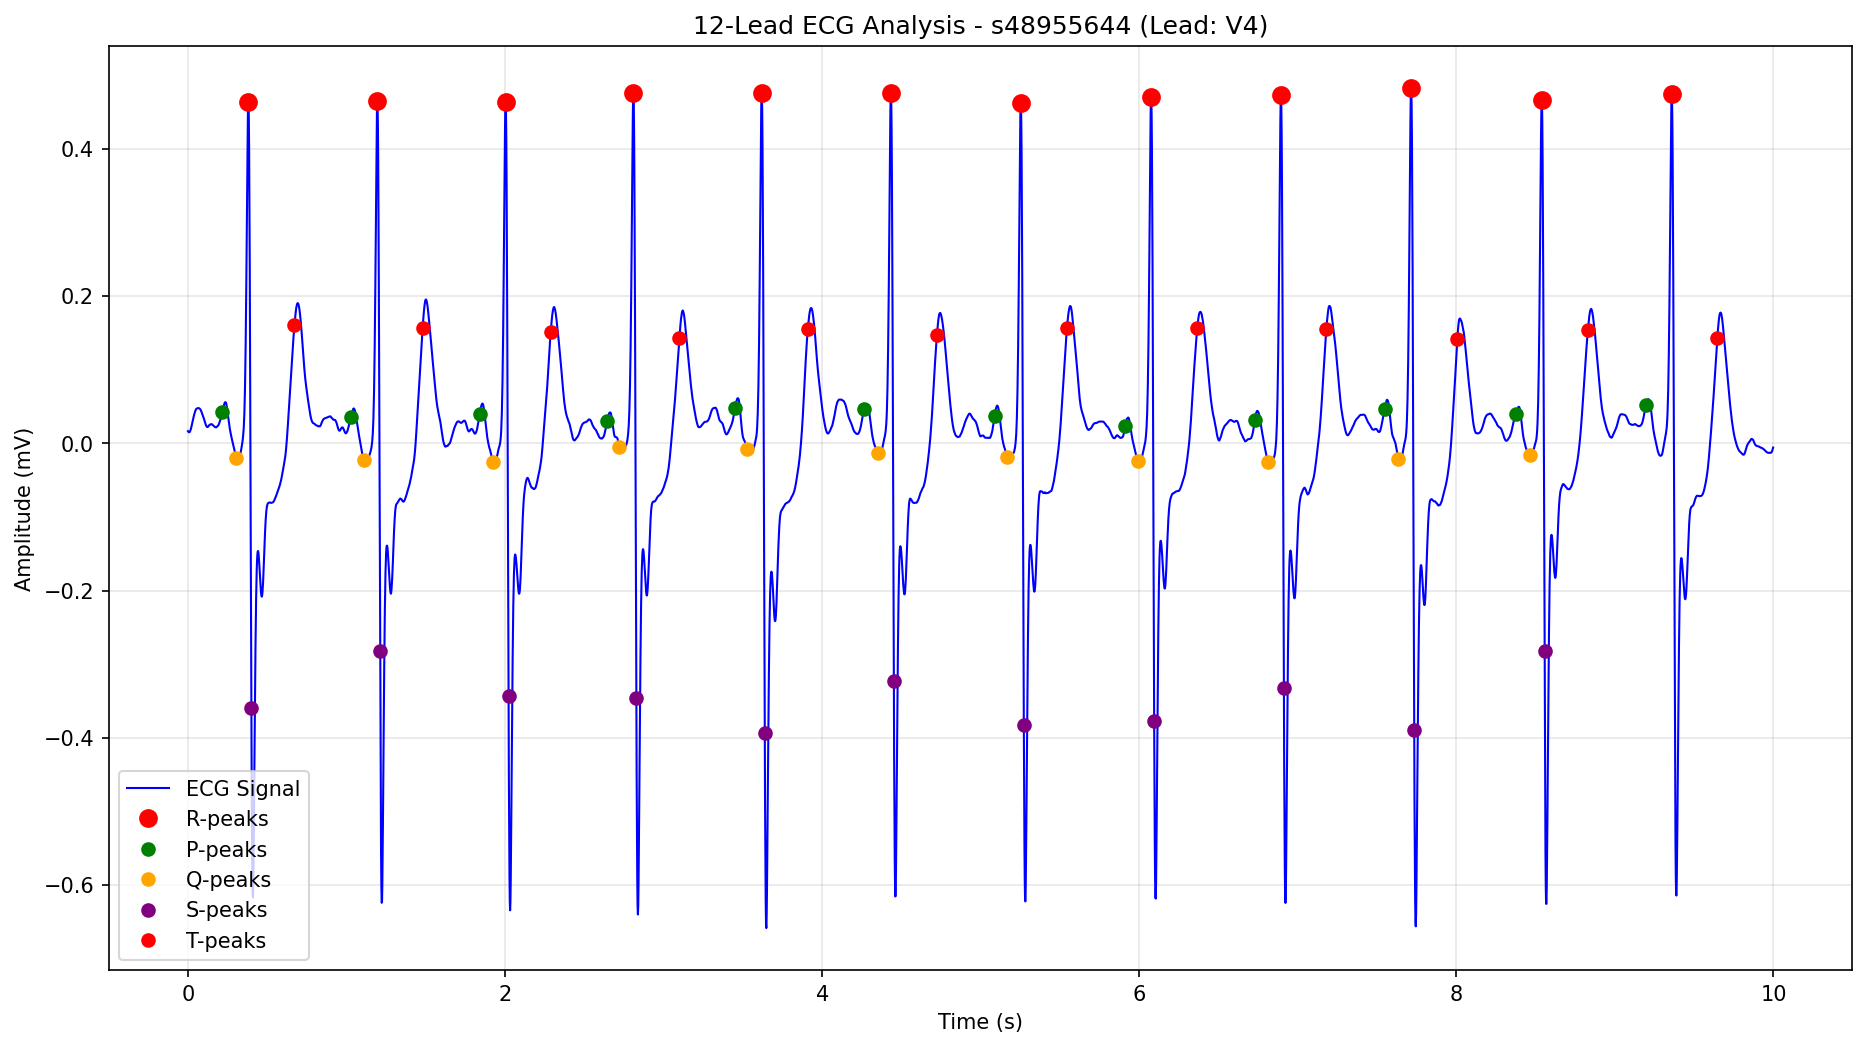 12-Lead ECG Analysis - s48955644 (Lead: V4)
Amplitude (mV)
0.4
0.2
0.0
−0.2
−0.4
−0.6
ECG Signal
R-peaks
P-peaks
Q-peaks
S-peaks
T-peaks
0 2 4 6 8 10
Time (s)